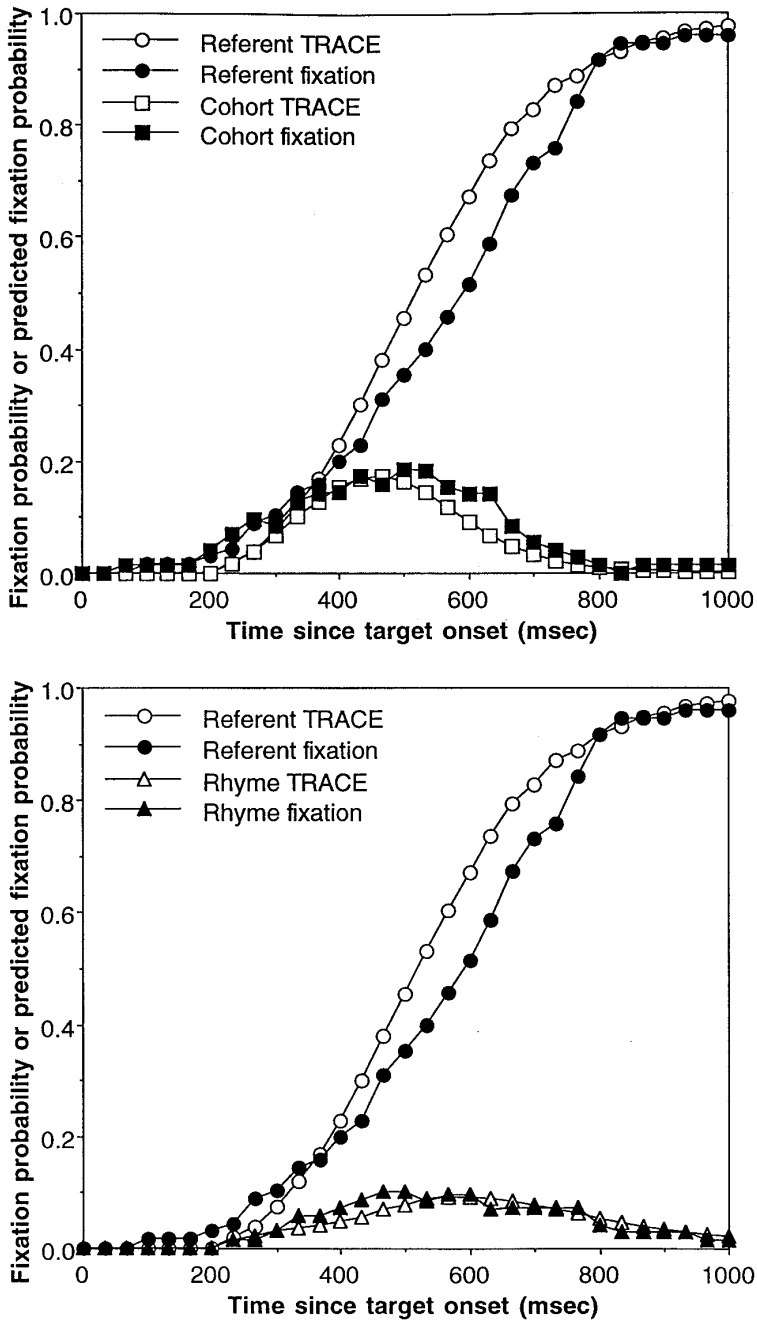 Fixation probability or predicted fixation probability
1.0
0.8
0.6
0.4
0.2
0.0
Referent TRACE
Referent fixation
Cohort TRACE
Cohort fixation
0 200 400 600 800 1000
Time since target onset (msec)
Fixation probability or predicted fixation probability
1.0
0.8
0.6
0.4
0.2
0.0
Referent TRACE
Referent fixation
Rhyme TRACE
Rhyme fixation
0 200 400 600 800 1000
Time since target onset (msec)